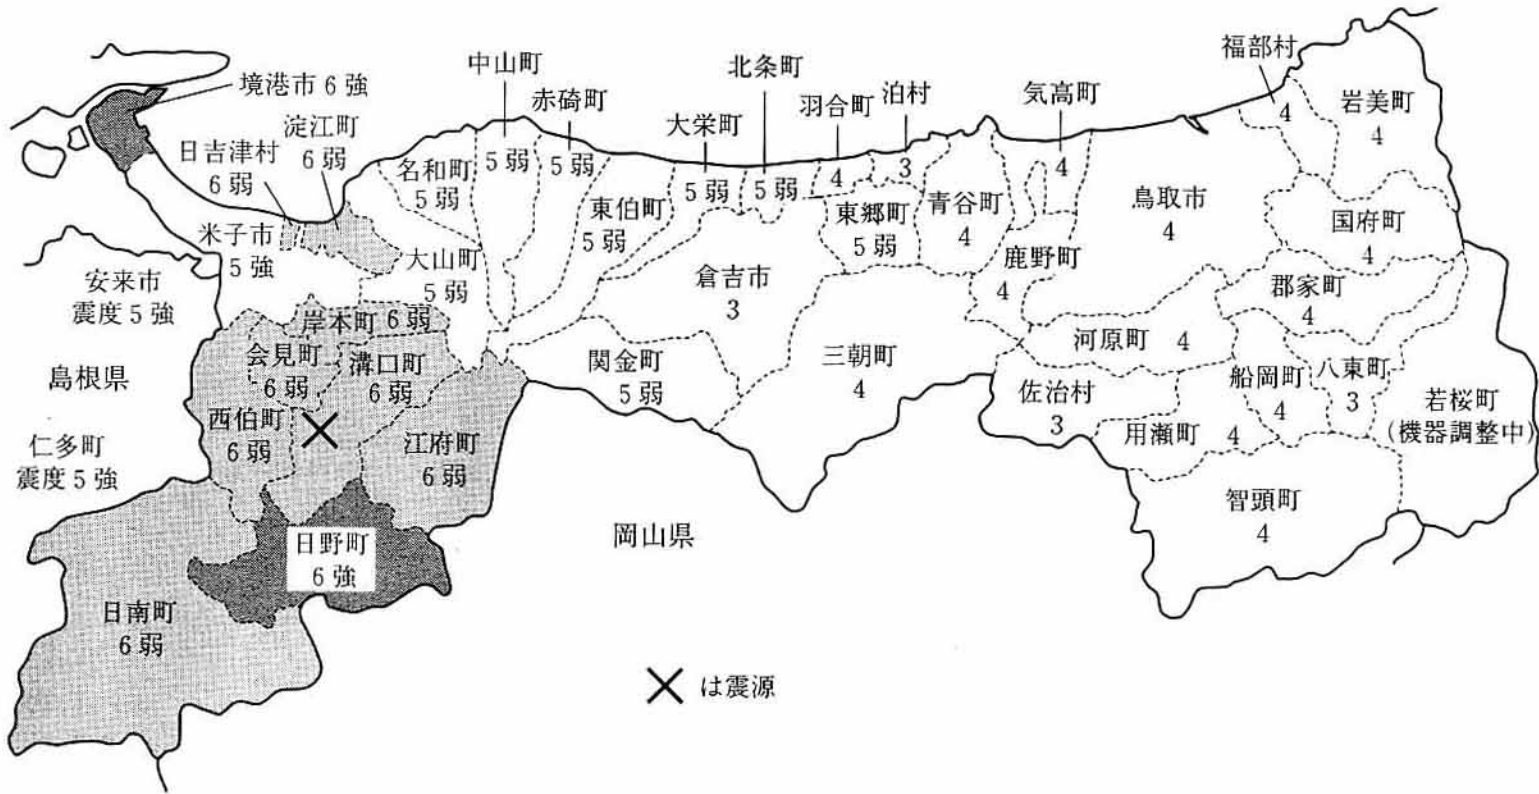 福部村
4
中山町
5弱
北条町
5弱
境港市 6強
赤碕町
5弱
羽合町
4
泊村
3
気高町
4
岩美町
4
淀江町
6弱
大栄町
5弱
日吉津村
6弱
名和町
5弱
東伯町
5弱
東郷町
5弱
青谷町
4
鳥取市
4
国府町
4
米子市
5強
大山町
5弱
倉吉市
3
鹿野町
4
安来市
震度5強
郡家町
4
岸本町 6弱
会見町
6弱
溝口町
6弱
関金町
5弱
三朝町
4
河原町 4
島根県
船岡町
4
八東町
3
佐治村
3
若桜町
(機器調整中)
西伯町
6弱
江府町
6弱
用瀬町 4
仁多町
震度5強
智頭町
4
岡山県
日野町
6強
日南町
6弱
×は震源